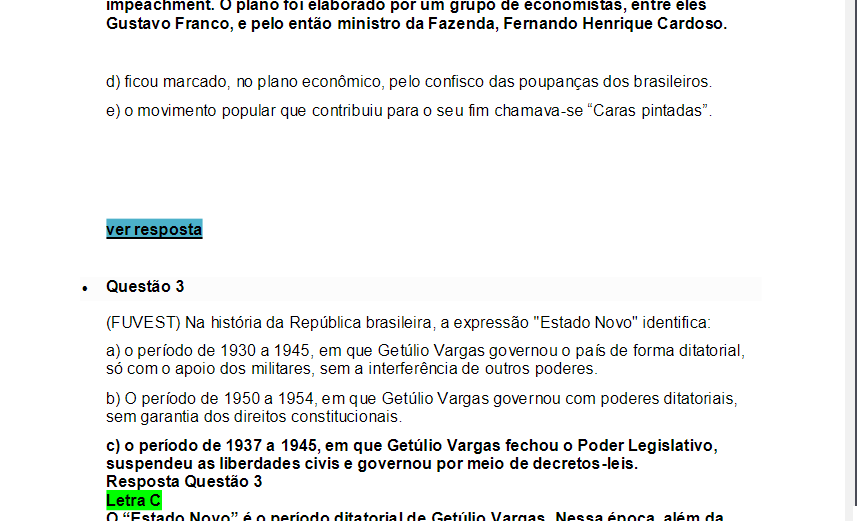 impeachment. O plano foi elaborado por um grupo de economistas, entre eles
Gustavo Franco, e pelo então ministro da Fazenda, Fernando Henrique Cardoso.
d) ficou marcado, no plano econômico, pelo confisco das poupanças dos brasileiros.
e) o movimento popular que contribuiu para o seu fim chamava-se “Caras pintadas”.
ver resposta
• Questão 3
(FUVEST) Na história da República brasileira, a expressão "Estado Novo" identifica:
a) o período de 1930 a 1945, em que Getúlio Vargas governou o país de forma ditatorial,
só com o apoio dos militares, sem a interferência de outros poderes.
b) O período de 1950 a 1954, em que Getúlio Vargas governou com poderes ditatoriais,
sem garantia dos direitos constitucionais.
c) o período de 1937 a 1945, em que Getúlio Vargas fechou o Poder Legislativo,
suspendeu as liberdades civis e governou por meio de decretos-leis.
Resposta Questão 3
Letra C
O “Estado Novo” é o período ditatorial de Getúlio Vargas. Nessa época, além da